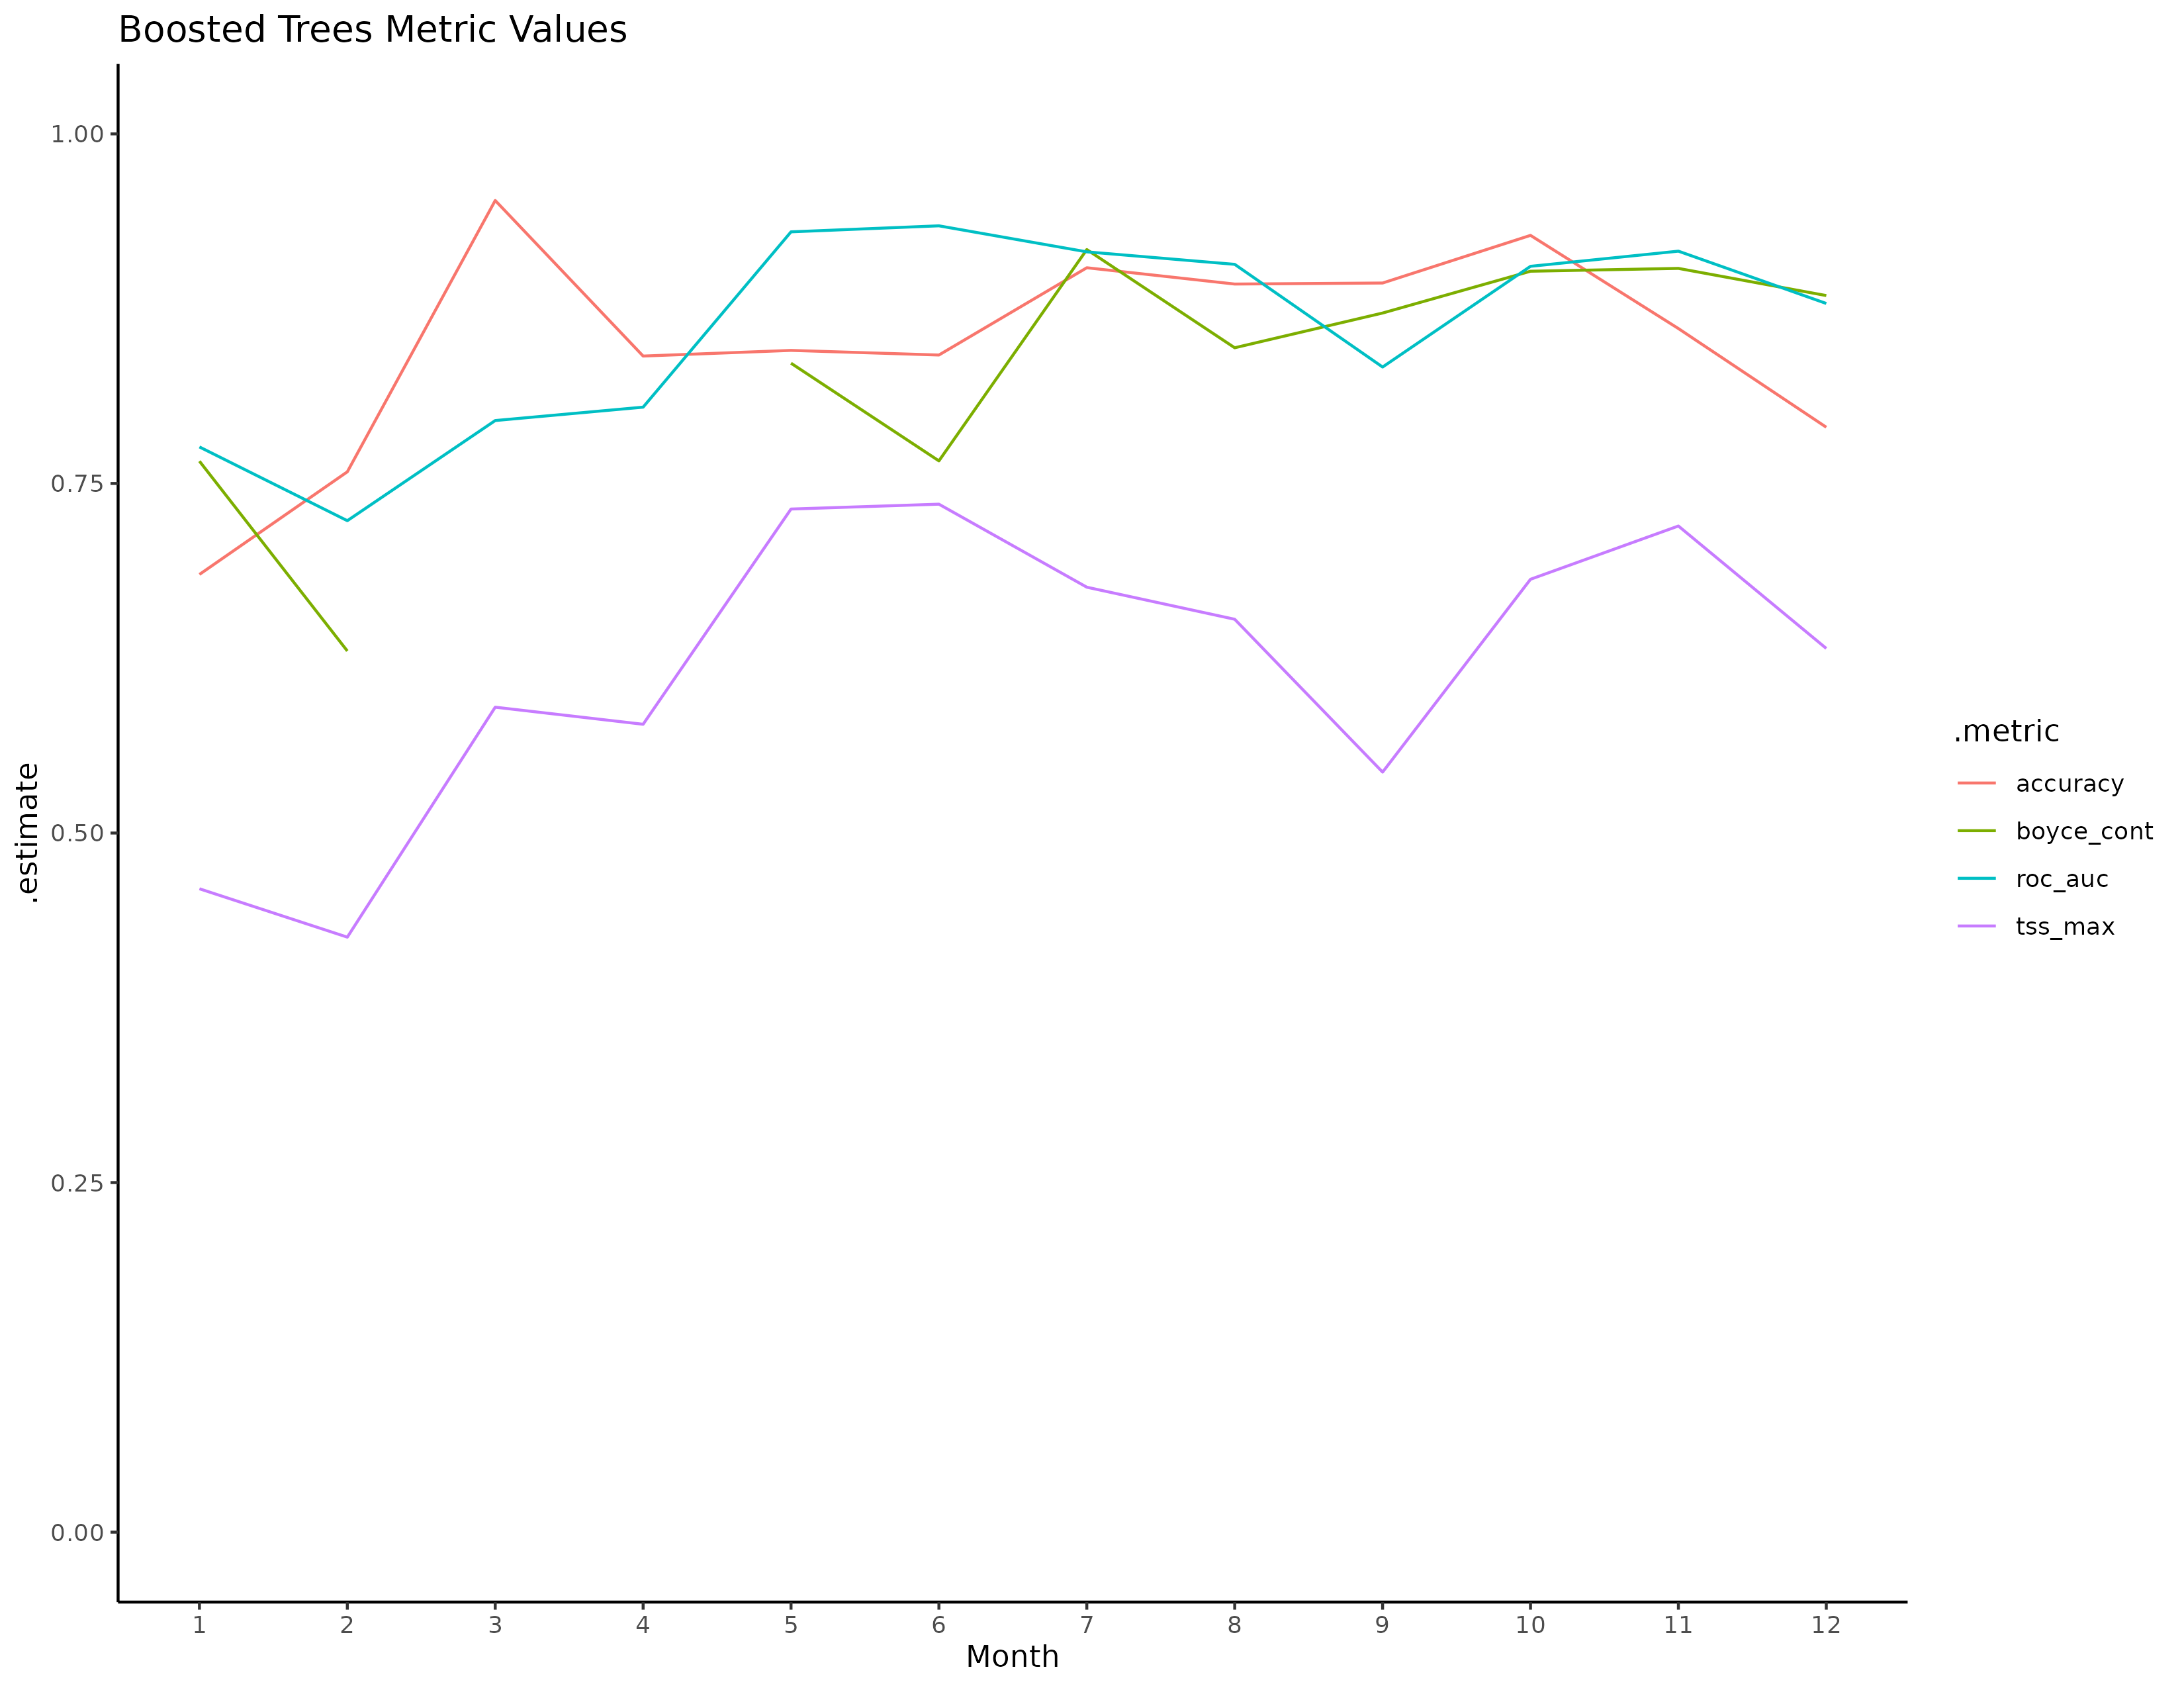 Boosted Trees Metric Values
1.00
0.75
0.50
0.25
0.00
.estimate
1 2 3 4 5 6 7 8 9 10 11 12
Month
.metric
accuracy
boyce_cont
roc_auc
tss_max